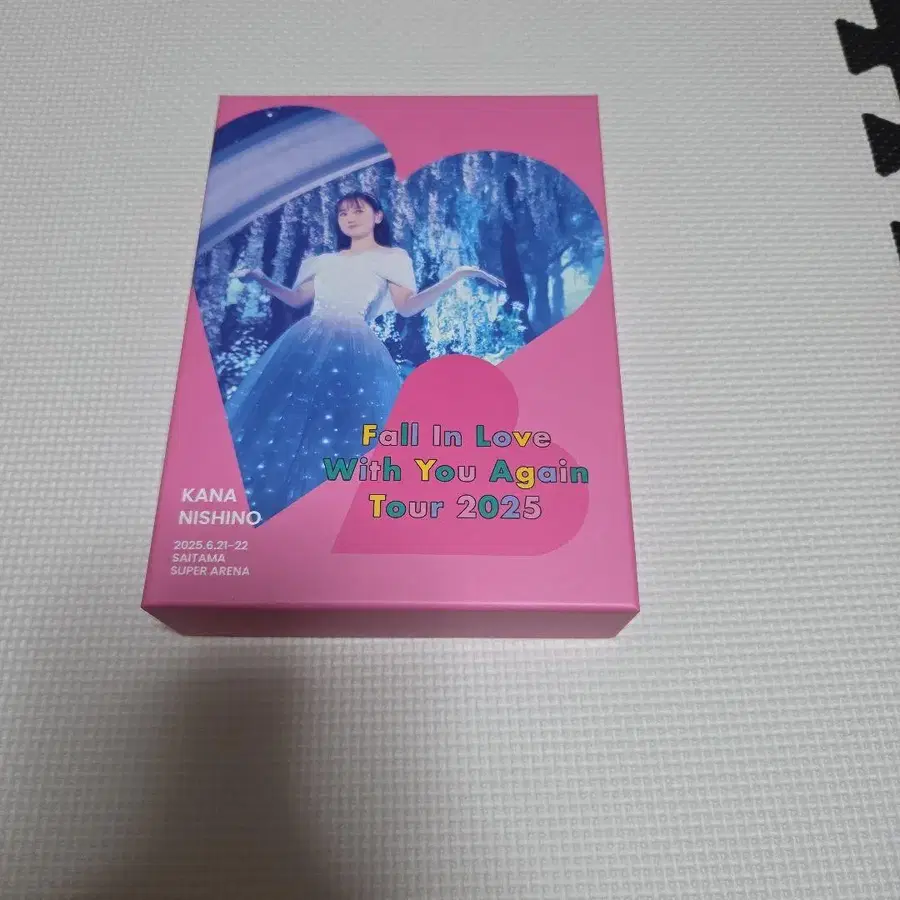 Fall In Love
With You Again
Tour 2025
KANA
NISHINO
2025.6.21-22
SAITAMA
SUPER ARENA